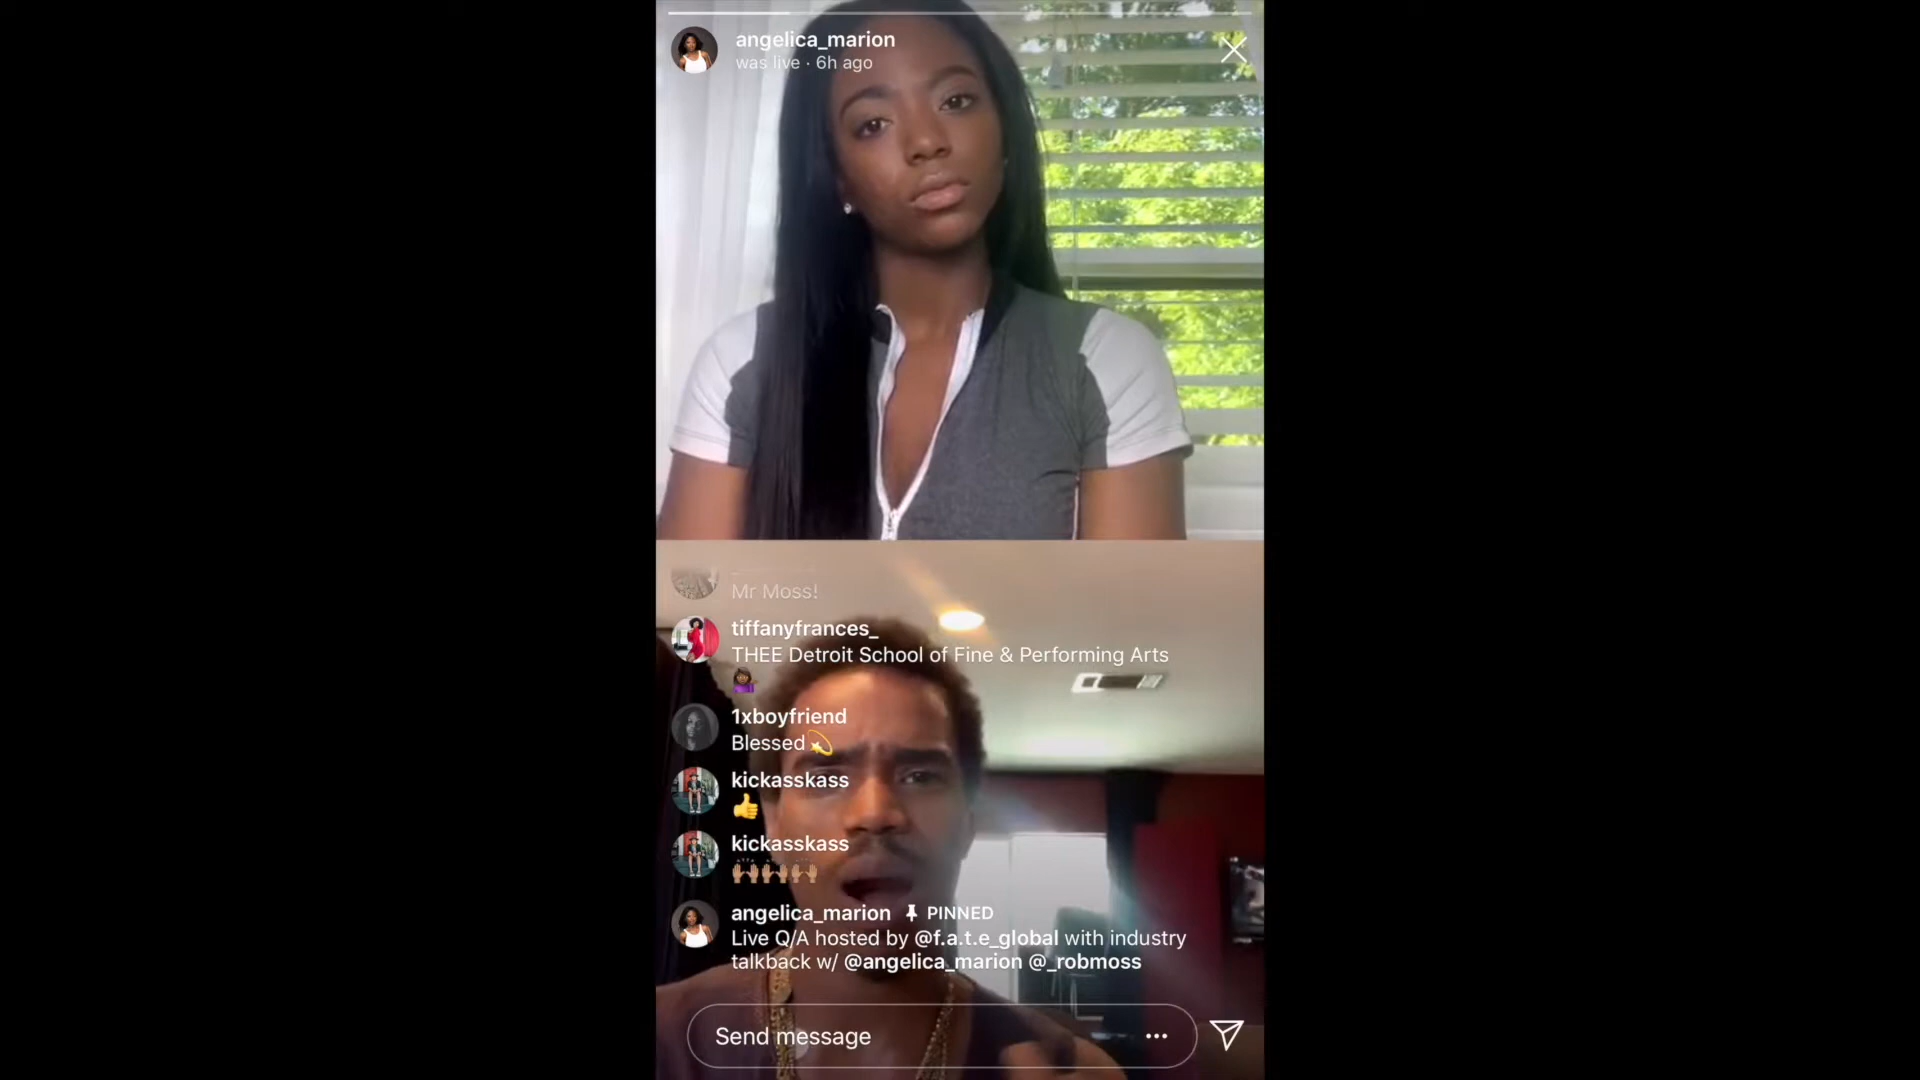 angelica_marion
was live · 6h ago
Mr Moss!
tiffanyfrances_
THEE Detroit School of Fine & Performing Arts
💁🏾‍♀️
1xboyfriend
Blessed💫
kickasskass
👍
kickasskass
🙌🏽🙌🏽🙌🏽
angelica_marion PINNED
Live Q/A hosted by @f.a.t.e_global with industry
talkback w/ @angelica_marion @_robmoss
Send message